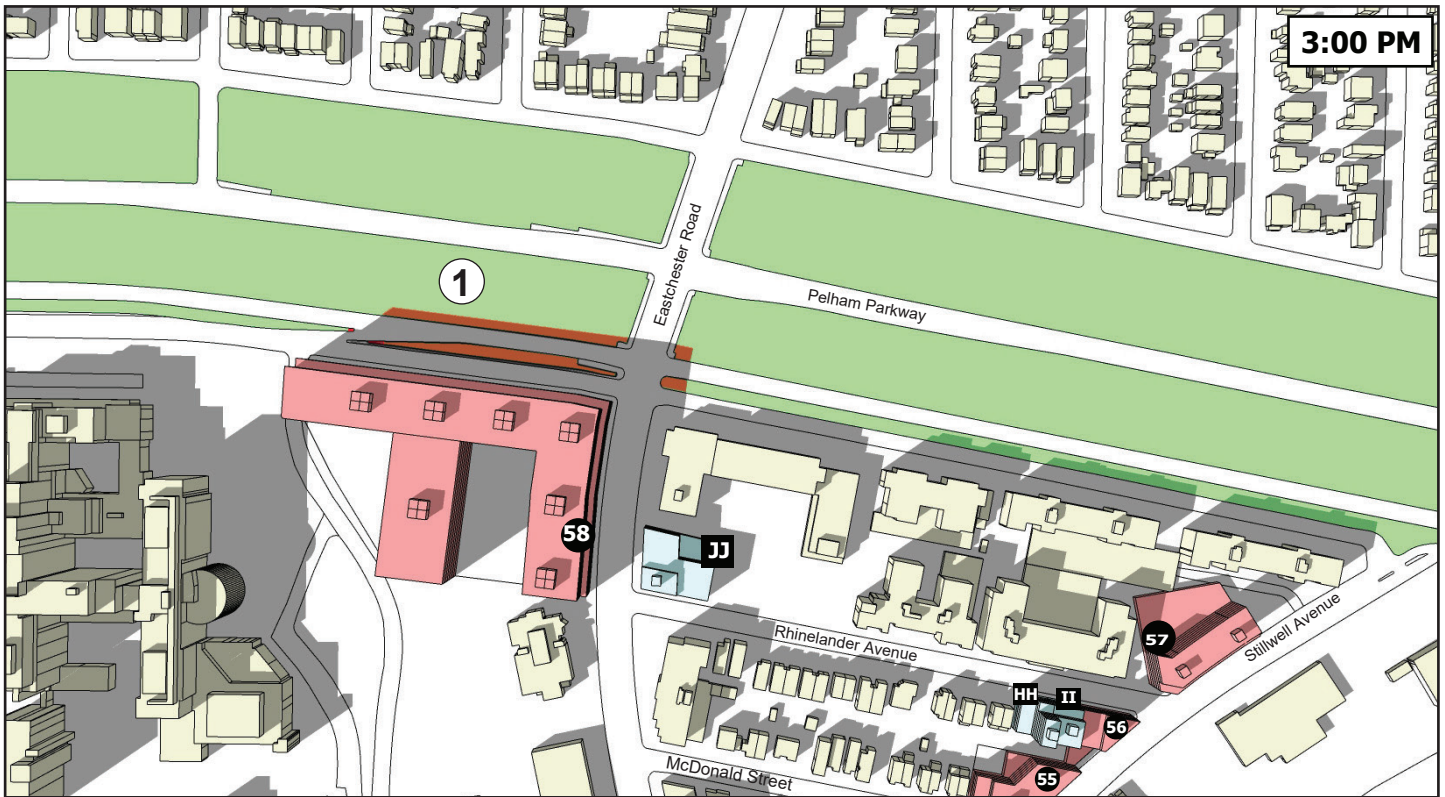 3:00 PM
1
Eastchester Road
Pelham Parkway
58
JJ
Rhinelander Avenue
57
Stillwell Avenue
HH
II
56
McDonald Street
55